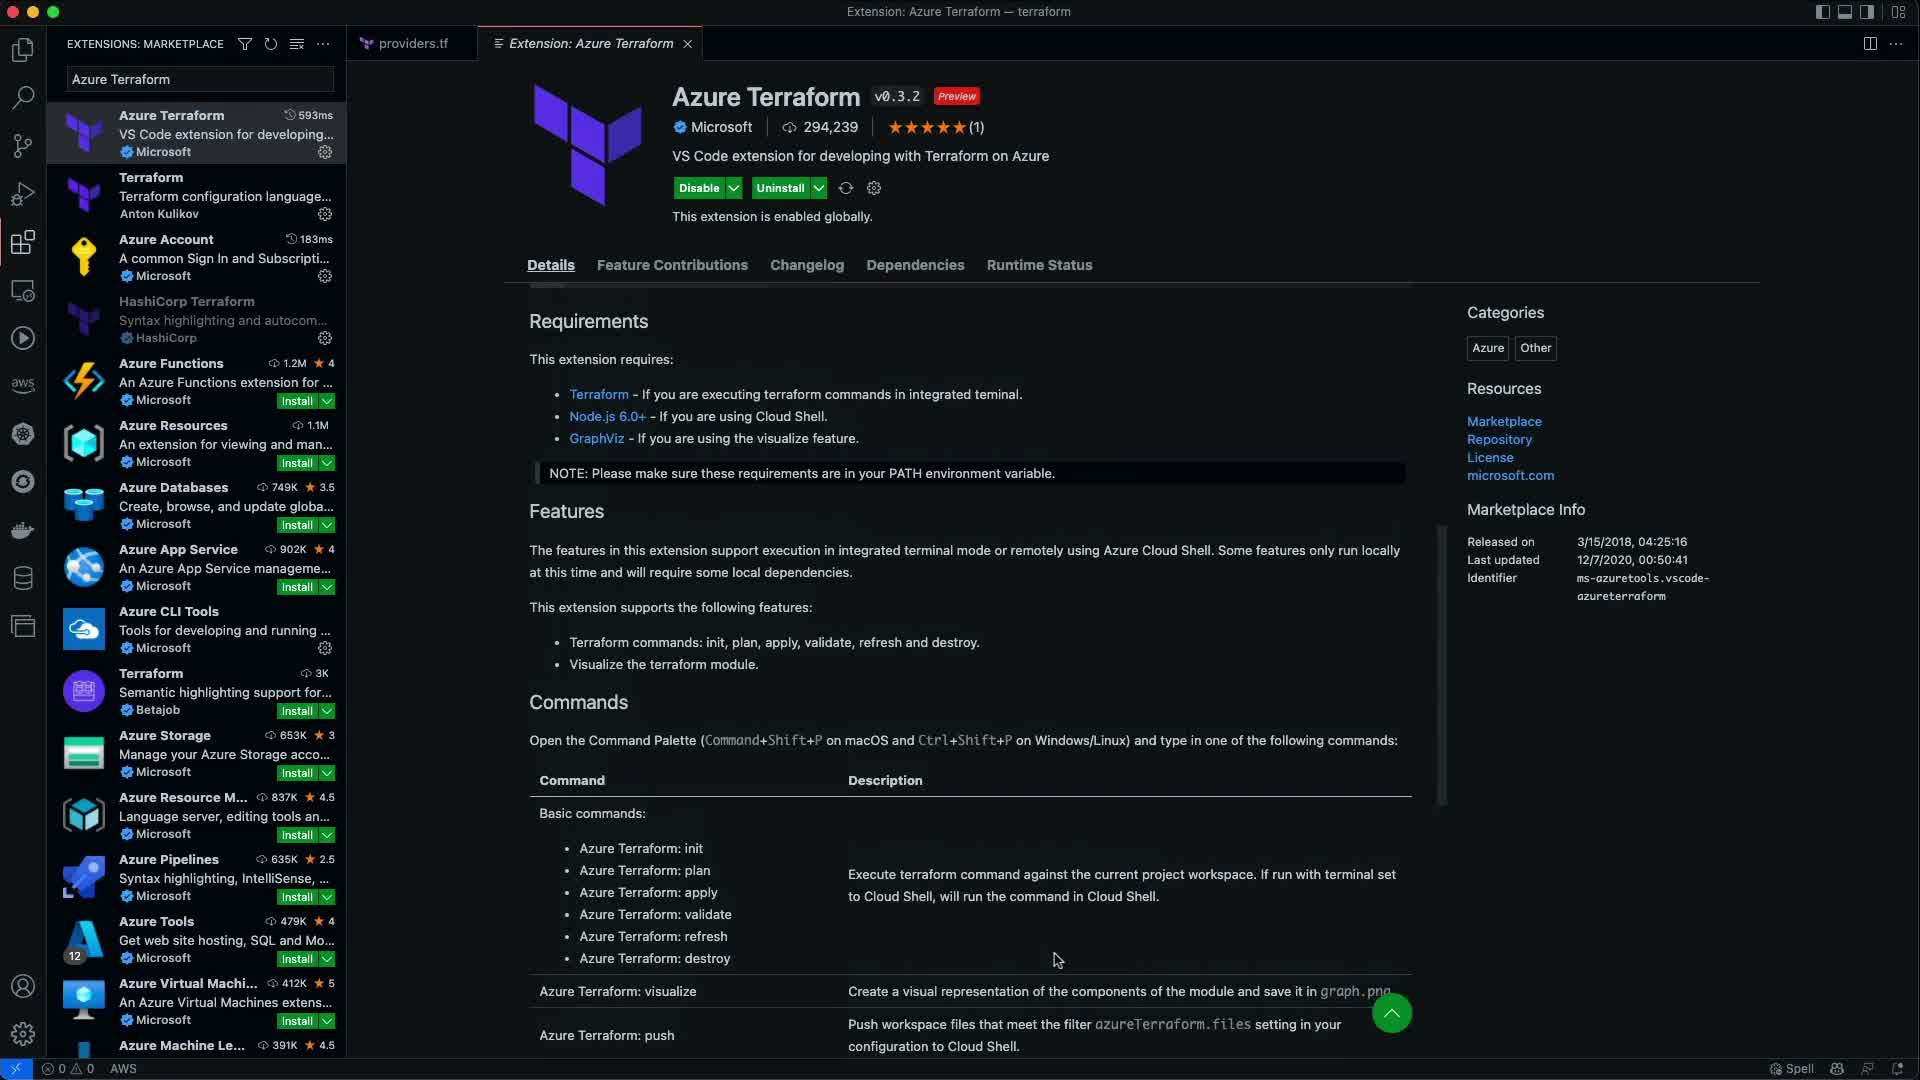 Extension: Azure Terraform — terraform
EXTENSIONS: MARKETPLACE
providers.tf
Extension: Azure Terraform
Azure Terraform
Azure Terraform 593ms
VS Code extension for developing...
Microsoft
Terraform
Terraform configuration language...
Anton Kulikov
Azure Account 183ms
A common Sign In and Subscripti...
Microsoft
HashiCorp Terraform
Syntax highlighting and autocom...
HashiCorp
Azure Functions 1.2M 4
An Azure Functions extension for ...
Microsoft Install
Azure Resources 1.1M
An extension for viewing and man...
Microsoft Install
Azure Databases 749K 3.5
Create, browse, and update globa...
Microsoft Install
Azure App Service 902K 4
An Azure App Service manageme...
Microsoft Install
Azure CLI Tools
Tools for developing and running ...
Microsoft
Terraform 3K
Semantic highlighting support for...
Betajob Install
Azure Storage 653K 3
Manage your Azure Storage acco...
Microsoft Install
Azure Resource M... 837K 4.5
Language server, editing tools an...
Microsoft Install
Azure Pipelines 635K 2.5
Syntax highlighting, IntelliSense, ...
Microsoft Install
Azure Tools 479K 4
Get web site hosting, SQL and Mo...
12 Microsoft Install
Azure Virtual Machi... 412K 5
An Azure Virtual Machines extens...
Microsoft Install
Azure Machine Le... 391K 4.5
Azure Terraform v0.3.2 Preview
Microsoft 294,239 (1)
VS Code extension for developing with Terraform on Azure
Disable Uninstall
This extension is enabled globally.
Details Feature Contributions Changelog Dependencies Runtime Status
Requirements
This extension requires:
• Terraform - If you are executing terraform commands in integrated teminal.
• Node.js 6.0+ - If you are using Cloud Shell.
• GraphViz - If you are using the visualize feature.
NOTE: Please make sure these requirements are in your PATH environment variable.
Features
The features in this extension support execution in integrated terminal mode or remotely using Azure Cloud Shell. Some features only run locally
at this time and will require some local dependencies.
This extension supports the following features:
• Terraform commands: init, plan, apply, validate, refresh and destroy.
• Visualize the terraform module.
Commands
Open the Command Palette (Command+Shift+P on macOS and Ctrl+Shift+P on Windows/Linux) and type in one of the following commands:
Command Description
Basic commands:
• Azure Terraform: init
• Azure Terraform: plan
• Azure Terraform: apply
• Azure Terraform: validate
• Azure Terraform: refresh
• Azure Terraform: destroy
Execute terraform command against the current project workspace. If run with terminal set
to Cloud Shell, will run the command in Cloud Shell.
Azure Terraform: visualize
Create a visual representation of the components of the module and save it in graph.png.
Azure Terraform: push
Push workspace files that meet the filter azureTerraform.files setting in your
configuration to Cloud Shell.
Categories
Azure Other
Resources
Marketplace
Repository
License
microsoft.com
Marketplace Info
Released on 3/15/2018, 04:25:16
Last updated 12/7/2020, 00:50:41
Identifier ms-azuretools.vscode-
azureterraform
aws
0 0 AWS
Spell